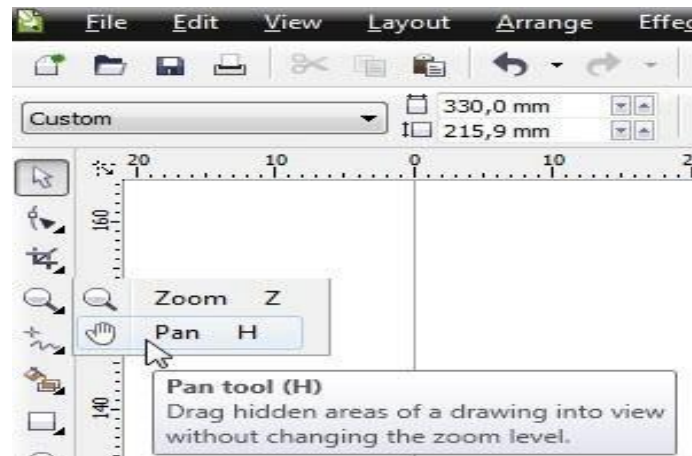 File Edit View Layout Arrange
Custom
330,0 mm
215,9 mm
20 10 0 10
160
Zoom Z
Pan H
Pan tool (H)
Drag hidden areas of a drawing into view
without changing the zoom level.
140